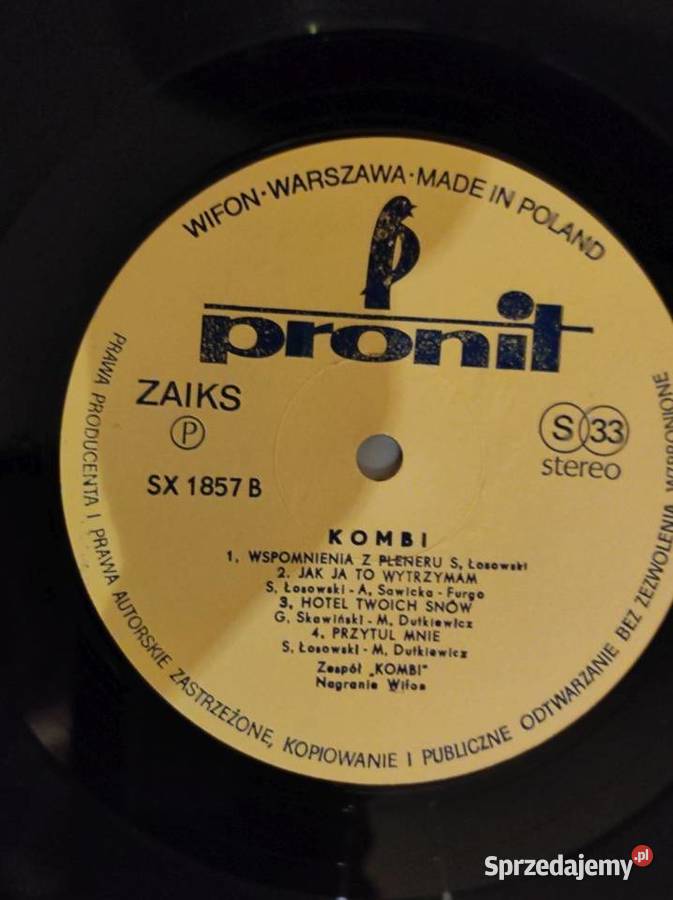 WIFON·WARSZAWA·MADE IN POLAND
pronit
ZAIKS
P
S 33
stereo
SX 1857 B
KOMBI
1. WSPOMNIENIA Z PLENERU S. Łosowski
2. JAK JA TO WYTRZYMAM
S. Łosowski - A. Sawicka - Furgo
3. HOTEL TWOICH SNÓW
G. Skawiński - M. Dutkiewicz
4. PRZYTUL MNIE
S. Łosowski - M. Dutkiewicz
Zespół „KOMBI"
Nagranie Wifon
PRAWA PRODUCENTA I PRAWA AUTORSKIE ZASTRZEŻONE, KOPIOWANIE I PUBLICZNE ODTWARZANIE BEZ ZEZWOLENIA WZBRONIONE
Sprzedajemy.pl